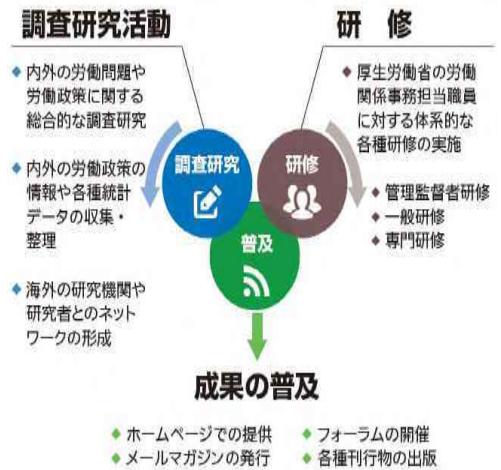 調査研究活動
◆ 内外の労働問題や
労働政策に関する
総合的な調査研究
◆ 内外の労働政策の
情報や各種統計
データの収集・
整理
◆ 海外の研究機関や
研究者とのネット
ワークの形成
研 修
◆ 厚生労働省の労働
関係事務担当職員
に対する体系的な
各種研修の実施
◆ 管理監督者研修
◆ 一般研修
◆ 専門研修
調査研究
研修
普及
成果の普及
◆ ホームページでの提供
◆ メールマガジンの発行
◆ フォーラムの開催
◆ 各種刊行物の出版